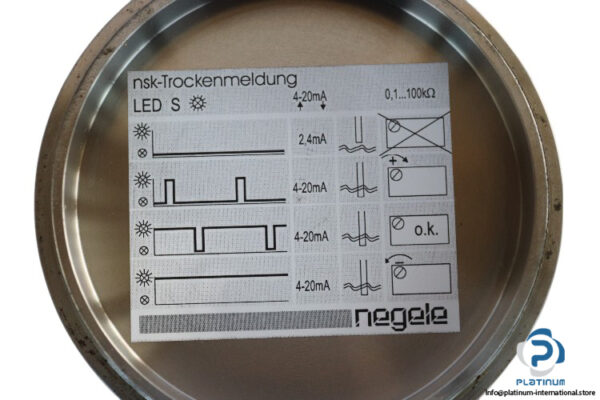 nsk-Trockenmeldung
LED S 4-20mA 0,1...100kΩ
2,4mA
+
4-20mA
4-20mA o.k.
-
4-20mA
negele
PLATINUM
info@platinum-international.store